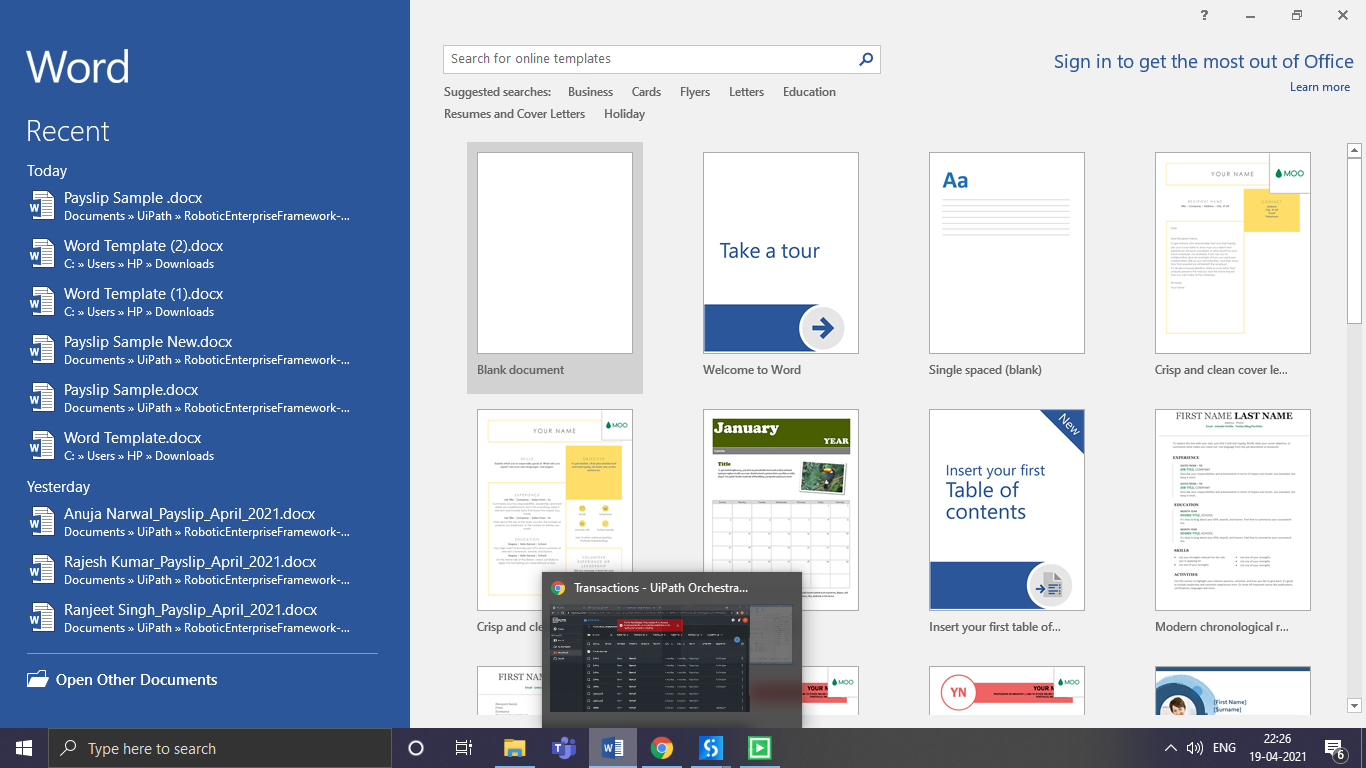 Word
Recent
Today
Payslip Sample .docx
Documents » UiPath » RoboticEnterpriseFramework-...
Word Template (2).docx
C: » Users » HP » Downloads
Word Template (1).docx
C: » Users » HP » Downloads
Payslip Sample New.docx
Documents » UiPath » RoboticEnterpriseFramework-...
Payslip Sample.docx
Documents » UiPath » RoboticEnterpriseFramework-...
Word Template.docx
C: » Users » HP » Downloads
Yesterday
Anuja Narwal_Payslip_April_2021.docx
Documents » UiPath » RoboticEnterpriseFramework-...
Rajesh Kumar_Payslip_April_2021.docx
Documents » UiPath » RoboticEnterpriseFramework-...
Ranjeet Singh_Payslip_April_2021.docx
Documents » UiPath » RoboticEnterpriseFramework-...
Open Other Documents
?
Search for online templates
Sign in to get the most out of Office
Learn more
Suggested searches: Business Cards Flyers Letters Education
Resumes and Cover Letters Holiday
Take a tour
Aa
YOUR NAME
MOO
Blank document
Welcome to Word
Single spaced (blank)
Crisp and clean cover le...
YOUR NAME
MOO
January
YEAR
Title
New
Insert your first
Table of
contents
FIRST NAME LAST NAME
EXPERIENCE
EDUCATION
SKILLS
ACTIVITIES
Crisp and cle
Insert your first table of...
Modern chronological r...
Transactions - UiPath Orchestra...
FIRST NAM
YOUR N
MOO
YN
YOUR N
MOO
[First Name]
[Surname]
Type here to search
ENG
22:26
19-04-2021
6